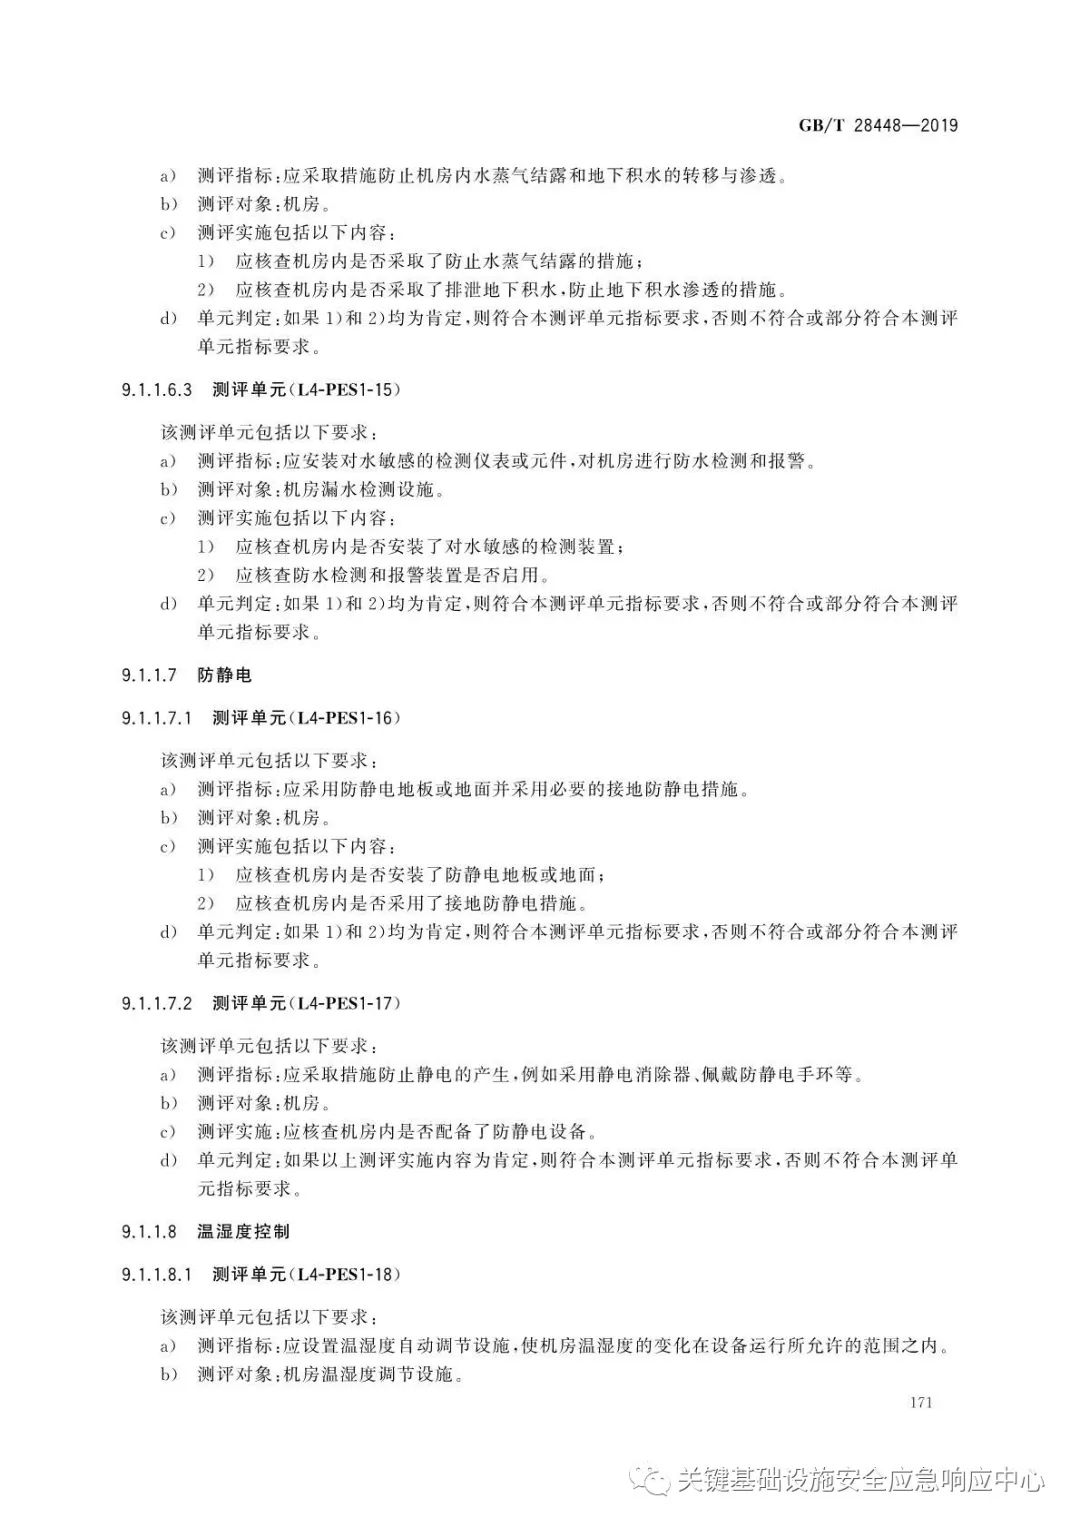 GB/T 28448—2019
a) 测评指标:应采取措施防止机房内水蒸气结露和地下积水的转移与渗透。
b) 测评对象:机房。
c) 测评实施包括以下内容:
1) 应核查机房内是否采取了防止水蒸气结露的措施;
2) 应核查机房内是否采取了排泄地下积水,防止地下积水渗透的措施。
d) 单元判定:如果1)和2)均为肯定,则符合本测评单元指标要求,否则不符合或部分符合本测评
单元指标要求。
9.1.1.6.3 测评单元(L4-PES1-15)
该测评单元包括以下要求:
a) 测评指标:应安装对水敏感的检测仪表或元件,对机房进行防水检测和报警。
b) 测评对象:机房漏水检测设施。
c) 测评实施包括以下内容:
1) 应核查机房内是否安装了对水敏感的检测装置;
2) 应核查防水检测和报警装置是否启用。
d) 单元判定:如果1)和2)均为肯定,则符合本测评单元指标要求,否则不符合或部分符合本测评
单元指标要求。
9.1.1.7 防静电
9.1.1.7.1 测评单元(L4-PES1-16)
该测评单元包括以下要求:
a) 测评指标:应采用防静电地板或地面并采用必要的接地防静电措施。
b) 测评对象:机房。
c) 测评实施包括以下内容:
1) 应核查机房内是否安装了防静电地板或地面;
2) 应核查机房内是否采用了接地防静电措施。
d) 单元判定:如果1)和2)均为肯定,则符合本测评单元指标要求,否则不符合或部分符合本测评
单元指标要求。
9.1.1.7.2 测评单元(L4-PES1-17)
该测评单元包括以下要求:
a) 测评指标:应采取措施防止静电的产生,例如采用静电消除器、佩戴防静电手环等。
b) 测评对象:机房。
c) 测评实施:应核查机房内是否配备了防静电设备。
d) 单元判定:如果以上测评实施内容为肯定,则符合本测评单元指标要求,否则不符合本测评单
元指标要求。
9.1.1.8 温湿度控制
9.1.1.8.1 测评单元(L4-PES1-18)
该测评单元包括以下要求:
a) 测评指标:应设置温湿度自动调节设施,使机房温湿度的变化在设备运行所允许的范围之内。
b) 测评对象:机房温湿度调节设施。
171
关键基础设施安全应急响应中心